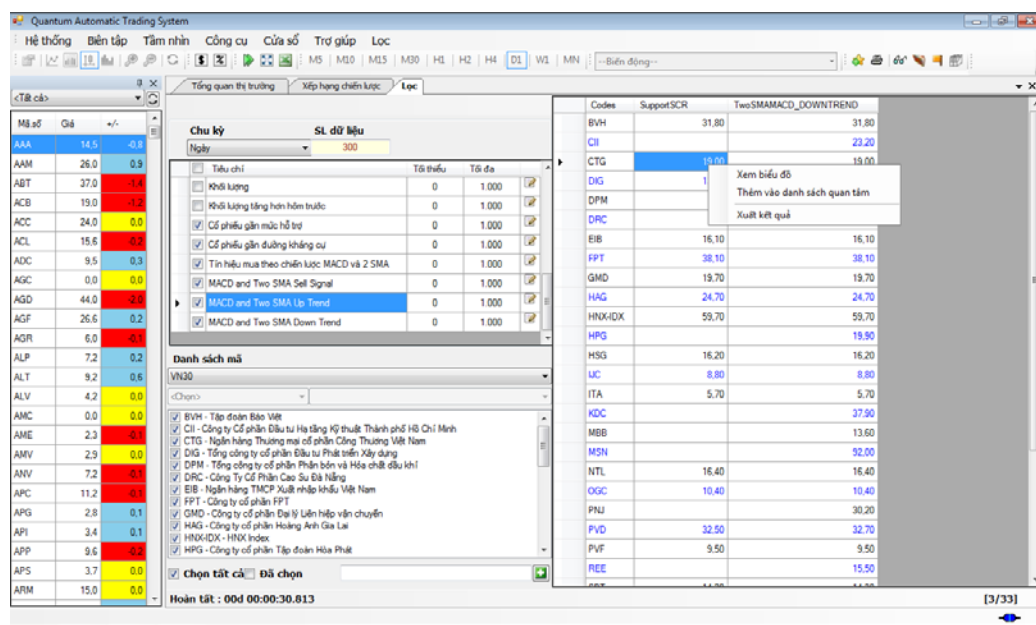 Quantum Automatic Trading System
Hệ thống Biên tập Tầm nhìn Công cụ Cửa sổ Trợ giúp Lọc
M5 M10 M15 M30 H1 H2 H4 D1 W1 MN --Biến động--
Tổng quan thị trường Xếp hạng chiến lược Lọc
<Tất cả>
Mã số Giá +/-
AAA 14,5 -0,8
AAM 26,0 0,9
ABT 37,0 -1,4
ACB 19,0 -1,2
ACC 24,0 0,0
ACL 15,6 -0,2
ADC 9,5 0,3
AGC 0,0 0,0
AGD 44,0 -2,0
AGF 26,6 0,2
AGR 6,0 -0,1
ALP 7,2 0,2
ALT 9,2 0,6
ALV 4,2 0,0
AMC 0,0 0,0
AME 2,3 -0,1
AMV 2,9 0,0
ANV 7,2 -0,1
APC 11,2 -0,1
APG 2,8 0,1
API 3,4 0,1
APP 9,6 -0,2
APS 3,7 0,0
ARM 15,0 0,0
Chu kỳ SL dữ liệu
Ngày 300
Tiêu chí Tối thiểu Tối đa
Khối lượng 0 1.000
Khối lượng tăng hơn hôm trước 0 1.000
Cổ phiếu gần mức hỗ trợ 0 1.000
Cổ phiếu gần đường kháng cự 0 1.000
Tín hiệu mua theo chiến lược MACD và 2 SMA 0 1.000
MACD and Two SMA Sell Signal 0 1.000
MACD and Two SMA Up Trend 0 1.000
MACD and Two SMA Down Trend 0 1.000
Danh sách mã
VN30
<Chọn>
BVH - Tập đoàn Bảo Việt
CII - Công ty Cổ phần Đầu tư Hạ tầng Kỹ thuật Thành phố Hồ Chí Minh
CTG - Ngân hàng Thương mại cổ phần Công Thương Việt Nam
DIG - Tổng công ty cổ phần Đầu tư Phát triển Xây dựng
DPM - Tổng công ty cổ phần Phân bón và Hóa chất dầu khí
DRC - Công Ty Cổ Phần Cao Su Đà Nẵng
EIB - Ngân hàng TMCP Xuất nhập khẩu Việt Nam
FPT - Công ty cổ phần FPT
GMD - Công ty cổ phần Đại lý Liên hiệp vận chuyển
HAG - Công ty cổ phần Hoàng Anh Gia Lai
HNX-IDX - HNX Index
HPG - Công ty cổ phần Tập đoàn Hòa Phát
Chọn tất cả Đã chọn
Hoàn tất : 00d 00:00:30.813
Codes SupportSCR TwoSMAMACD_DOWNTREND
BVH 31,80 31,80
CII 23,20
CTG 19,00 19,00
DIG
DPM
DRC
EIB 16,10 16,10
FPT 38,10 38,10
GMD 19,70 19,70
HAG 24,70 24,70
HNX-IDX 59,70 59,70
HPG 19,90
HSG 16,20 16,20
IJC 8,80 8,80
ITA 5,70 5,70
KDC 37,90
MBB 13,60
MSN 92,00
NTL 16,40 16,40
OGC 10,40 10,40
PNJ 30,20
PVD 32,50 32,70
PVF 9,50 9,50
REE 15,50
Xem biểu đồ
Thêm vào danh sách quan tâm
Xuất kết quả
[3/33]